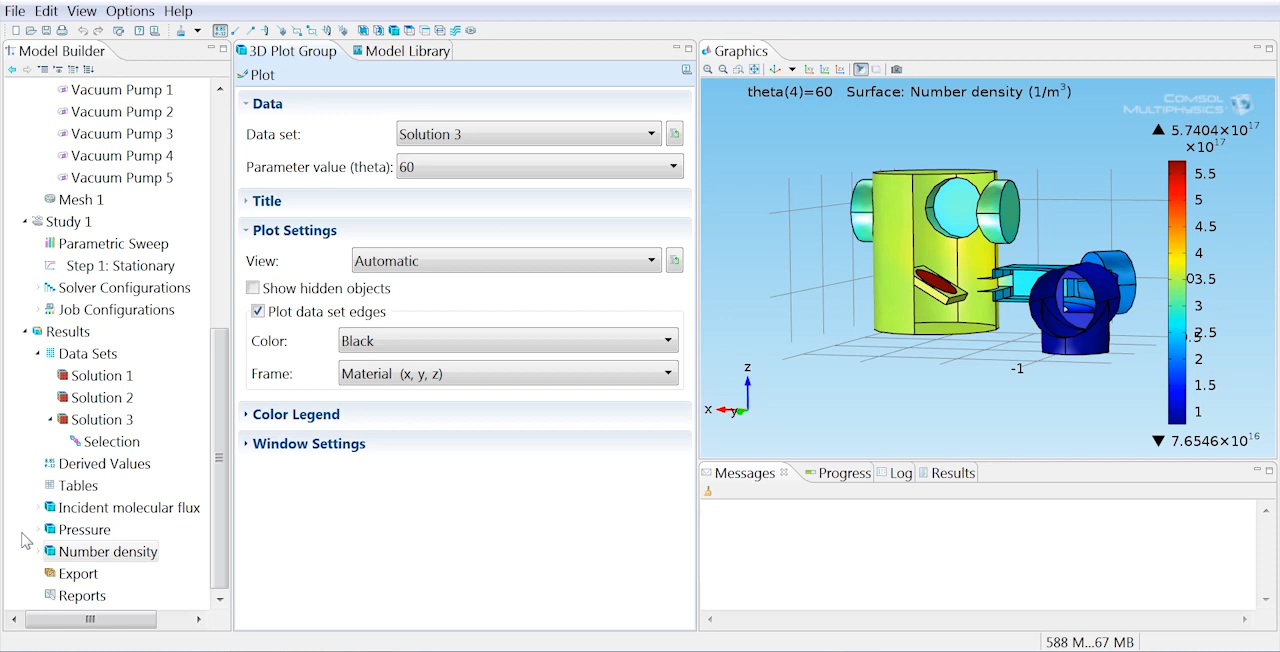 File Edit View Options Help
Model Builder
Vacuum Pump 1
Vacuum Pump 2
Vacuum Pump 3
Vacuum Pump 4
Vacuum Pump 5
Mesh 1
Study 1
Parametric Sweep
Step 1: Stationary
Solver Configurations
Job Configurations
Results
Data Sets
Solution 1
Solution 2
Solution 3
Selection
Derived Values
Tables
Incident molecular flux
Pressure
Number density
Export
Reports
3D Plot Group Model Library
Plot
Data
Data set: Solution 3
Parameter value (theta): 60
Title
Plot Settings
View: Automatic
Show hidden objects
Plot data set edges
Color: Black
Frame: Material (x, y, z)
Color Legend
Window Settings
Graphics
theta(4)=60 Surface: Number density (1/m³)
COMSOL
MULTIPHYSICS
▲ 5.7404×10¹⁷
×10¹⁷
5.5
5
4.5
4
03.5
3
2.5
2
1.5
1
▼ 7.6546×10¹⁶
-1
z
x
y
Messages Progress Log Results
588 M...67 MB